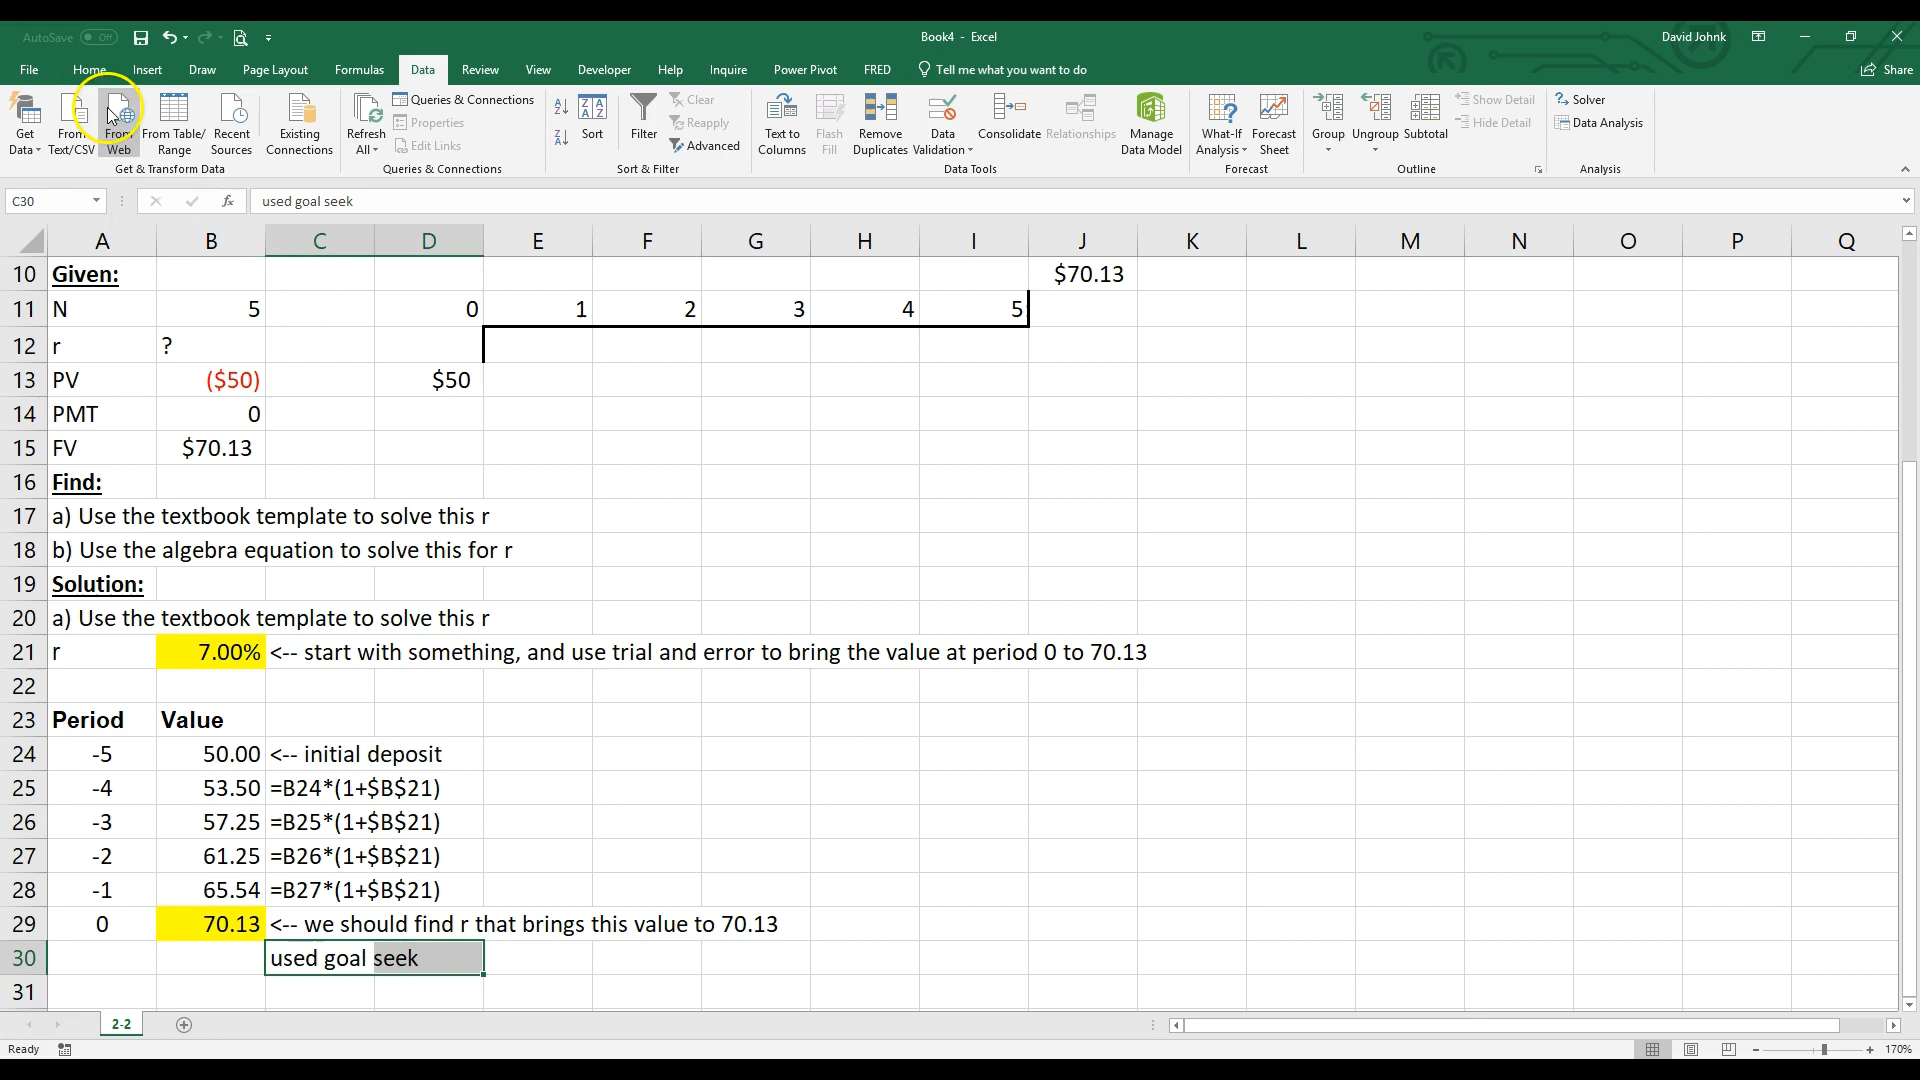 AutoSave Off
Book4 - Excel
David Johnk
File Home Insert Draw Page Layout Formulas Data Review View Developer Help Inquire Power Pivot FRED Tell me what you want to do Share
Get Data From Text/CSV From Web From Table/ Range Recent Sources Existing Connections
Get & Transform Data
Refresh All
Queries & Connections
Properties
Edit Links
Queries & Connections
Sort Filter
Clear
Reapply
Advanced
Sort & Filter
Text to Columns Flash Fill Remove Duplicates Data Validation Consolidate Relationships Manage Data Model
Data Tools
What-If Analysis Forecast Sheet
Forecast
Group Ungroup Subtotal
Show Detail
Hide Detail
Outline
Solver
Data Analysis
Analysis
C30 fx used goal seek
A B C D E F G H I J K L M N O P Q
10 Given: $70.13
11 N 5 0 1 2 3 4 5
12 r ?
13 PV ($50) $50
14 PMT 0
15 FV $70.13
16 Find:
17 a) Use the textbook template to solve this r
18 b) Use the algebra equation to solve this for r
19 Solution:
20 a) Use the textbook template to solve this r
21 r 7.00% <-- start with something, and use trial and error to bring the value at period 0 to 70.13
22
23 Period Value
24 -5 50.00 <-- initial deposit
25 -4 53.50 =B24*(1+$B$21)
26 -3 57.25 =B25*(1+$B$21)
27 -2 61.25 =B26*(1+$B$21)
28 -1 65.54 =B27*(1+$B$21)
29 0 70.13 <-- we should find r that brings this value to 70.13
30 used goal seek
31
2-2
Ready
170%